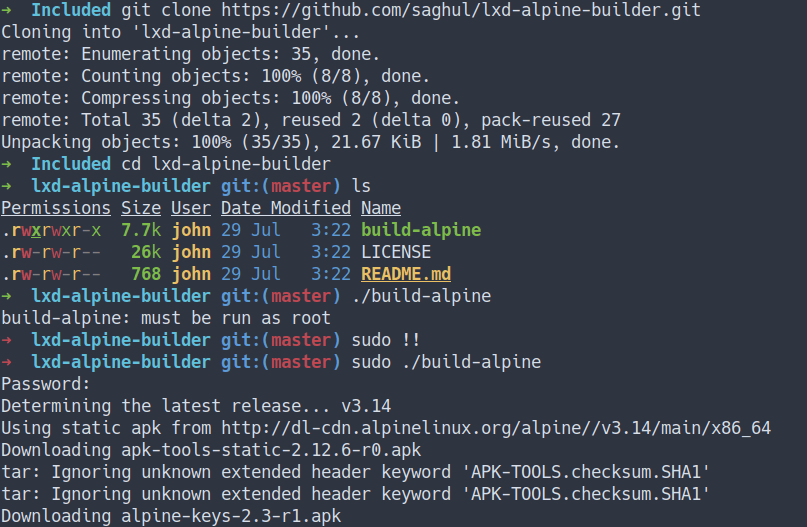 ➜  Included git clone https://github.com/saghul/lxd-alpine-builder.git
Cloning into 'lxd-alpine-builder'...
remote: Enumerating objects: 35, done.
remote: Counting objects: 100% (8/8), done.
remote: Compressing objects: 100% (8/8), done.
remote: Total 35 (delta 2), reused 2 (delta 0), pack-reused 27
Unpacking objects: 100% (35/35), 21.67 KiB | 1.81 MiB/s, done.
➜  Included cd lxd-alpine-builder
➜  lxd-alpine-builder git:(master) ls
Permissions Size User Date Modified Name
.rwxrwxr-x  7.7k john 29 Jul   3:22 build-alpine
.rw-rw-r--   26k john 29 Jul   3:22 LICENSE
.rw-rw-r--   768 john 29 Jul   3:22 README.md
➜  lxd-alpine-builder git:(master) ./build-alpine
build-alpine: must be run as root
➜  lxd-alpine-builder git:(master) sudo !!
➜  lxd-alpine-builder git:(master) sudo ./build-alpine
Password:
Determining the latest release... v3.14
Using static apk from http://dl-cdn.alpinelinux.org/alpine//v3.14/main/x86_64
Downloading apk-tools-static-2.12.6-r0.apk
tar: Ignoring unknown extended header keyword 'APK-TOOLS.checksum.SHA1'
tar: Ignoring unknown extended header keyword 'APK-TOOLS.checksum.SHA1'
Downloading alpine-keys-2.3-r1.apk